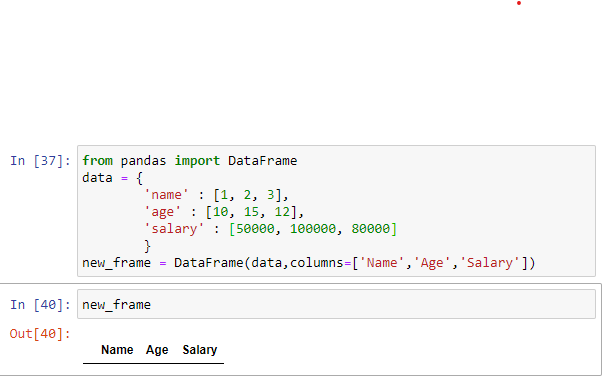 In [37]: from pandas import DataFrame
data = {
'name' : [1, 2, 3],
'age' : [10, 15, 12],
'salary' : [50000, 100000, 80000]
}
new_frame = DataFrame(data,columns=['Name','Age','Salary'])
In [40]: new_frame
Out[40]:
Name Age Salary